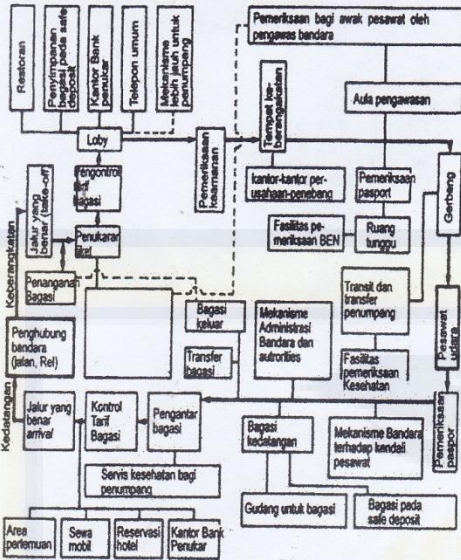 Restoran
Penyimpanan
bagasi pada safe
deposit
Kantor Bank
penukar
Telepon umum
Mekanisme
lebih jauh untuk
penumpang
Pemeriksaan bagi awak pesawat oleh
pengawas bandara
Aula pengawasan
Loby
Pemeriksaan
keamanan
Tempat ke-
berangkatan
Gerbang
kantor-kantor per-
usahaan-penebang
Pemeriksaan
pasport
Fasilitas pe-
meriksaan BEN
Ruang
tunggu
Jalur yang
benar (take-off)
Pengontrol
Bagasi
Penukaran
tiket
Keberangkatan
Penanganan
Bagasi
Penghubung
bandara
(jalan, Rel)
Kedatangan
Bagasi
keluar
Transfer
bagasi
Mekanisme
Administrasi
Bandara dan
autrorities
Transit dan
transfer
penumpang
Fasilitas
pemeriksaan
Kesehatan
Pesawat
udara
Jalur yang
benar
arrival
Kontrol
Tarif
Bagasi
Pengantar
bagasi
Bagasi
kedatangan
Mekanisme Bandara
terhadap kendali
pesawat
Pemeriksaan
paspor
Servis kesehatan bagi
penumpang
Gudang untuk bagasi
Bagasi pada
safe deposit
Area
pertemuan
Sewa
mobil
Reservasi
hotel
Kantor Bank
Penukar